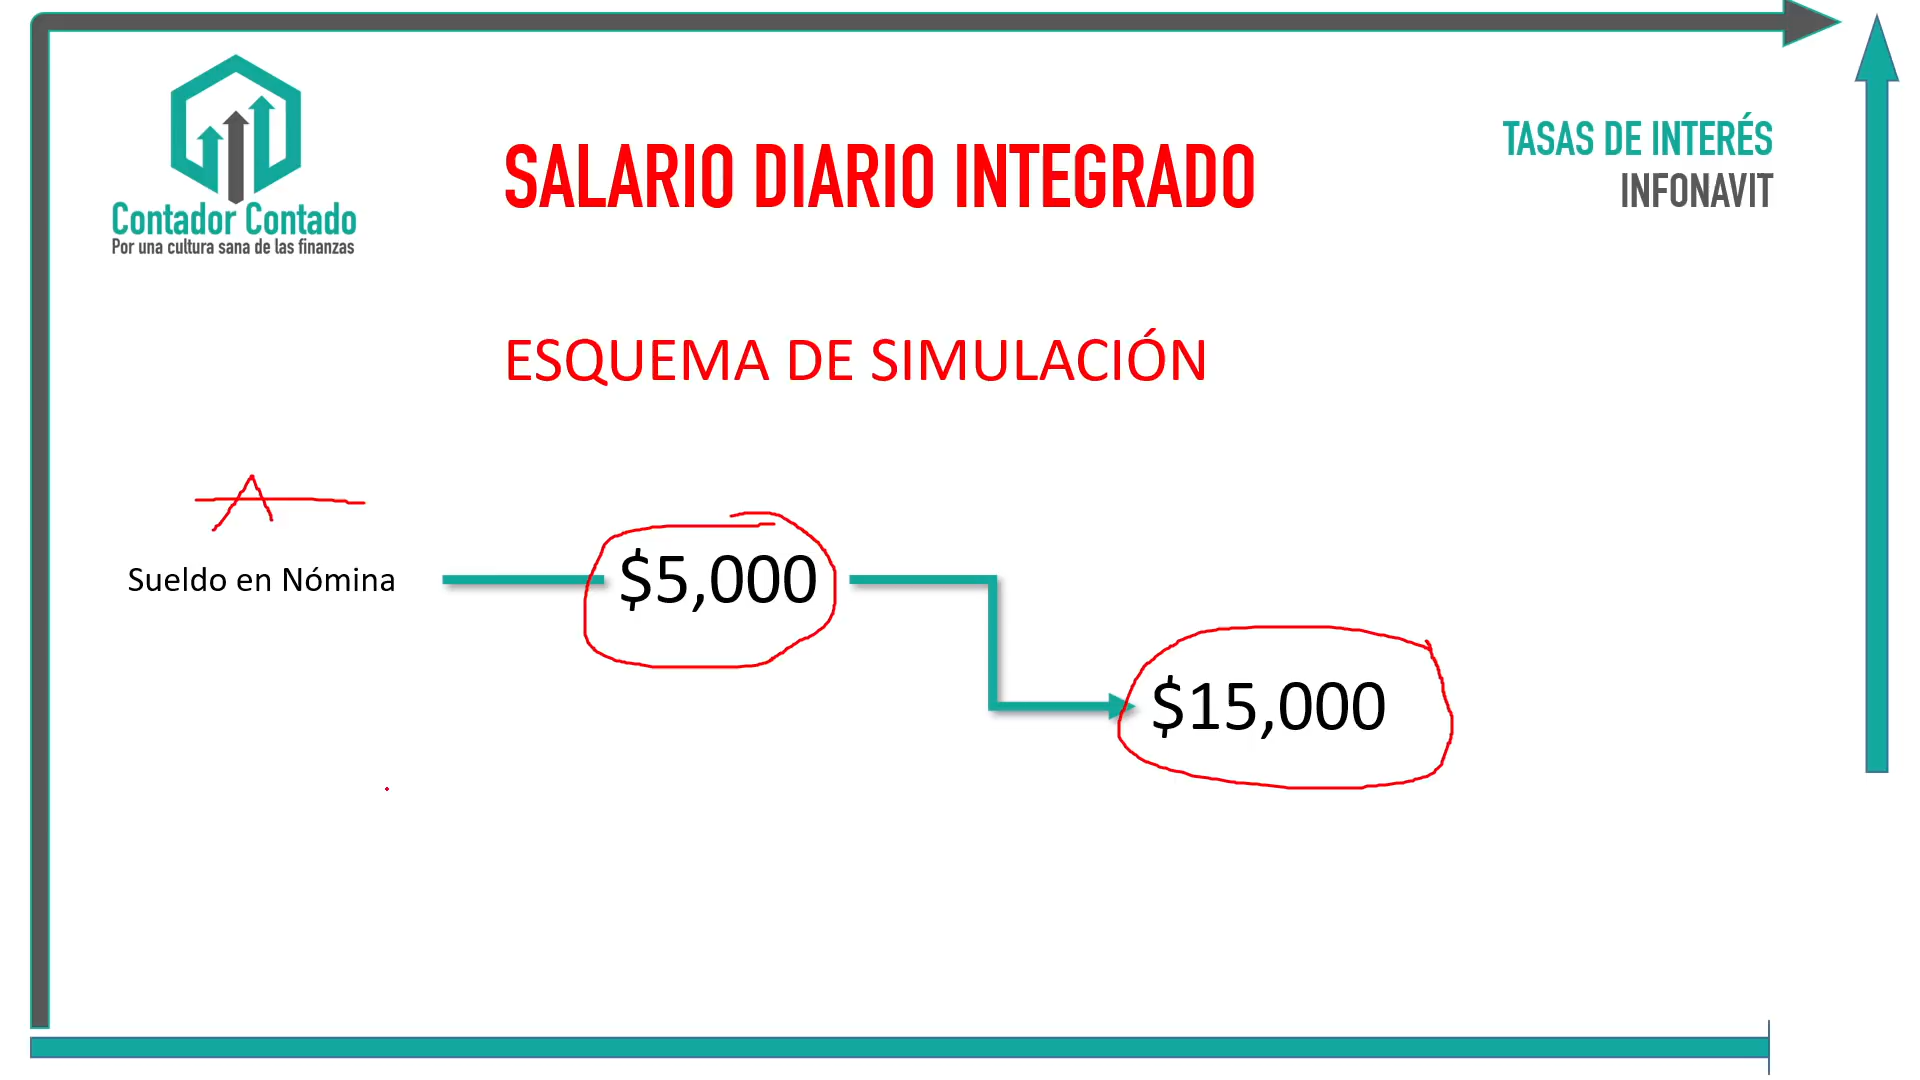 Contador Contado
Por una cultura sana de las finanzas
SALARIO DIARIO INTEGRADO
TASAS DE INTERÉS
INFONAVIT
ESQUEMA DE SIMULACIÓN
Sueldo en Nómina
$5,000
$15,000